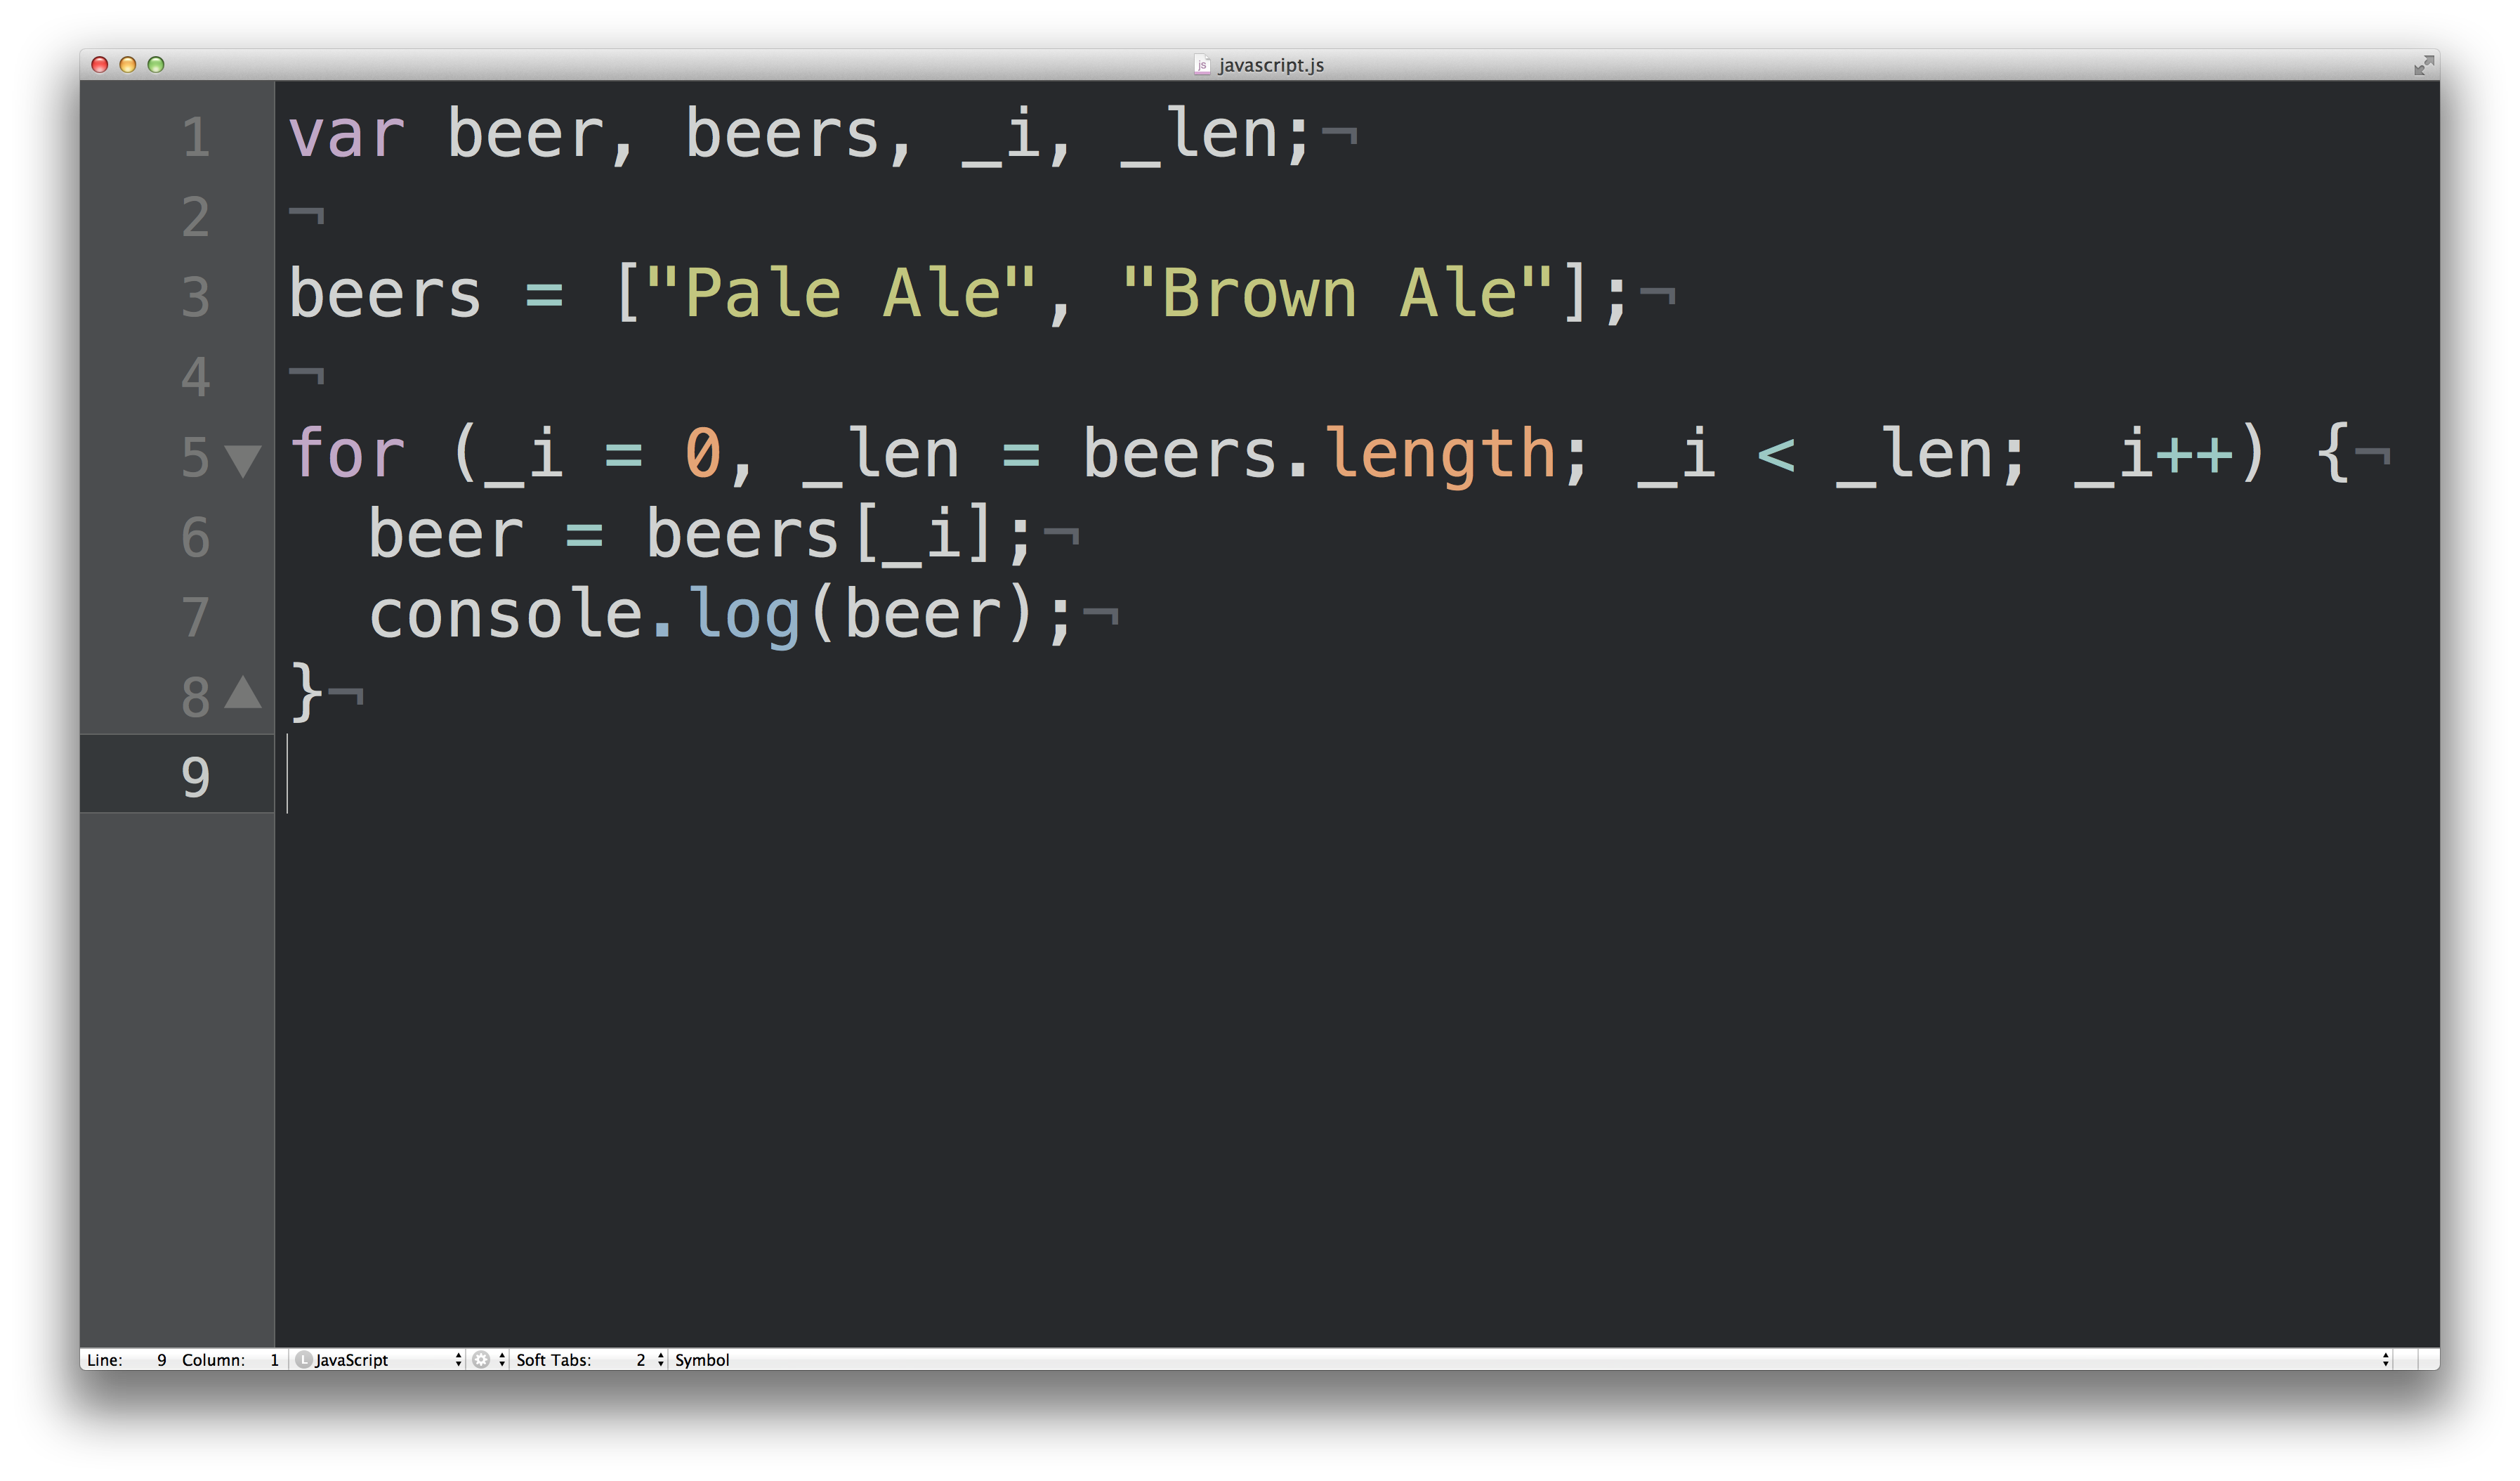 javascript.js
1 var beer, beers, _i, _len;¬
2 ¬
3 beers = ["Pale Ale", "Brown Ale"];¬
4 ¬
5 for (_i = 0, _len = beers.length; _i < _len; _i++) {¬
6   beer = beers[_i];¬
7   console.log(beer);¬
8 }¬
9
Line: 9 Column: 1 L JavaScript Soft Tabs: 2 Symbol